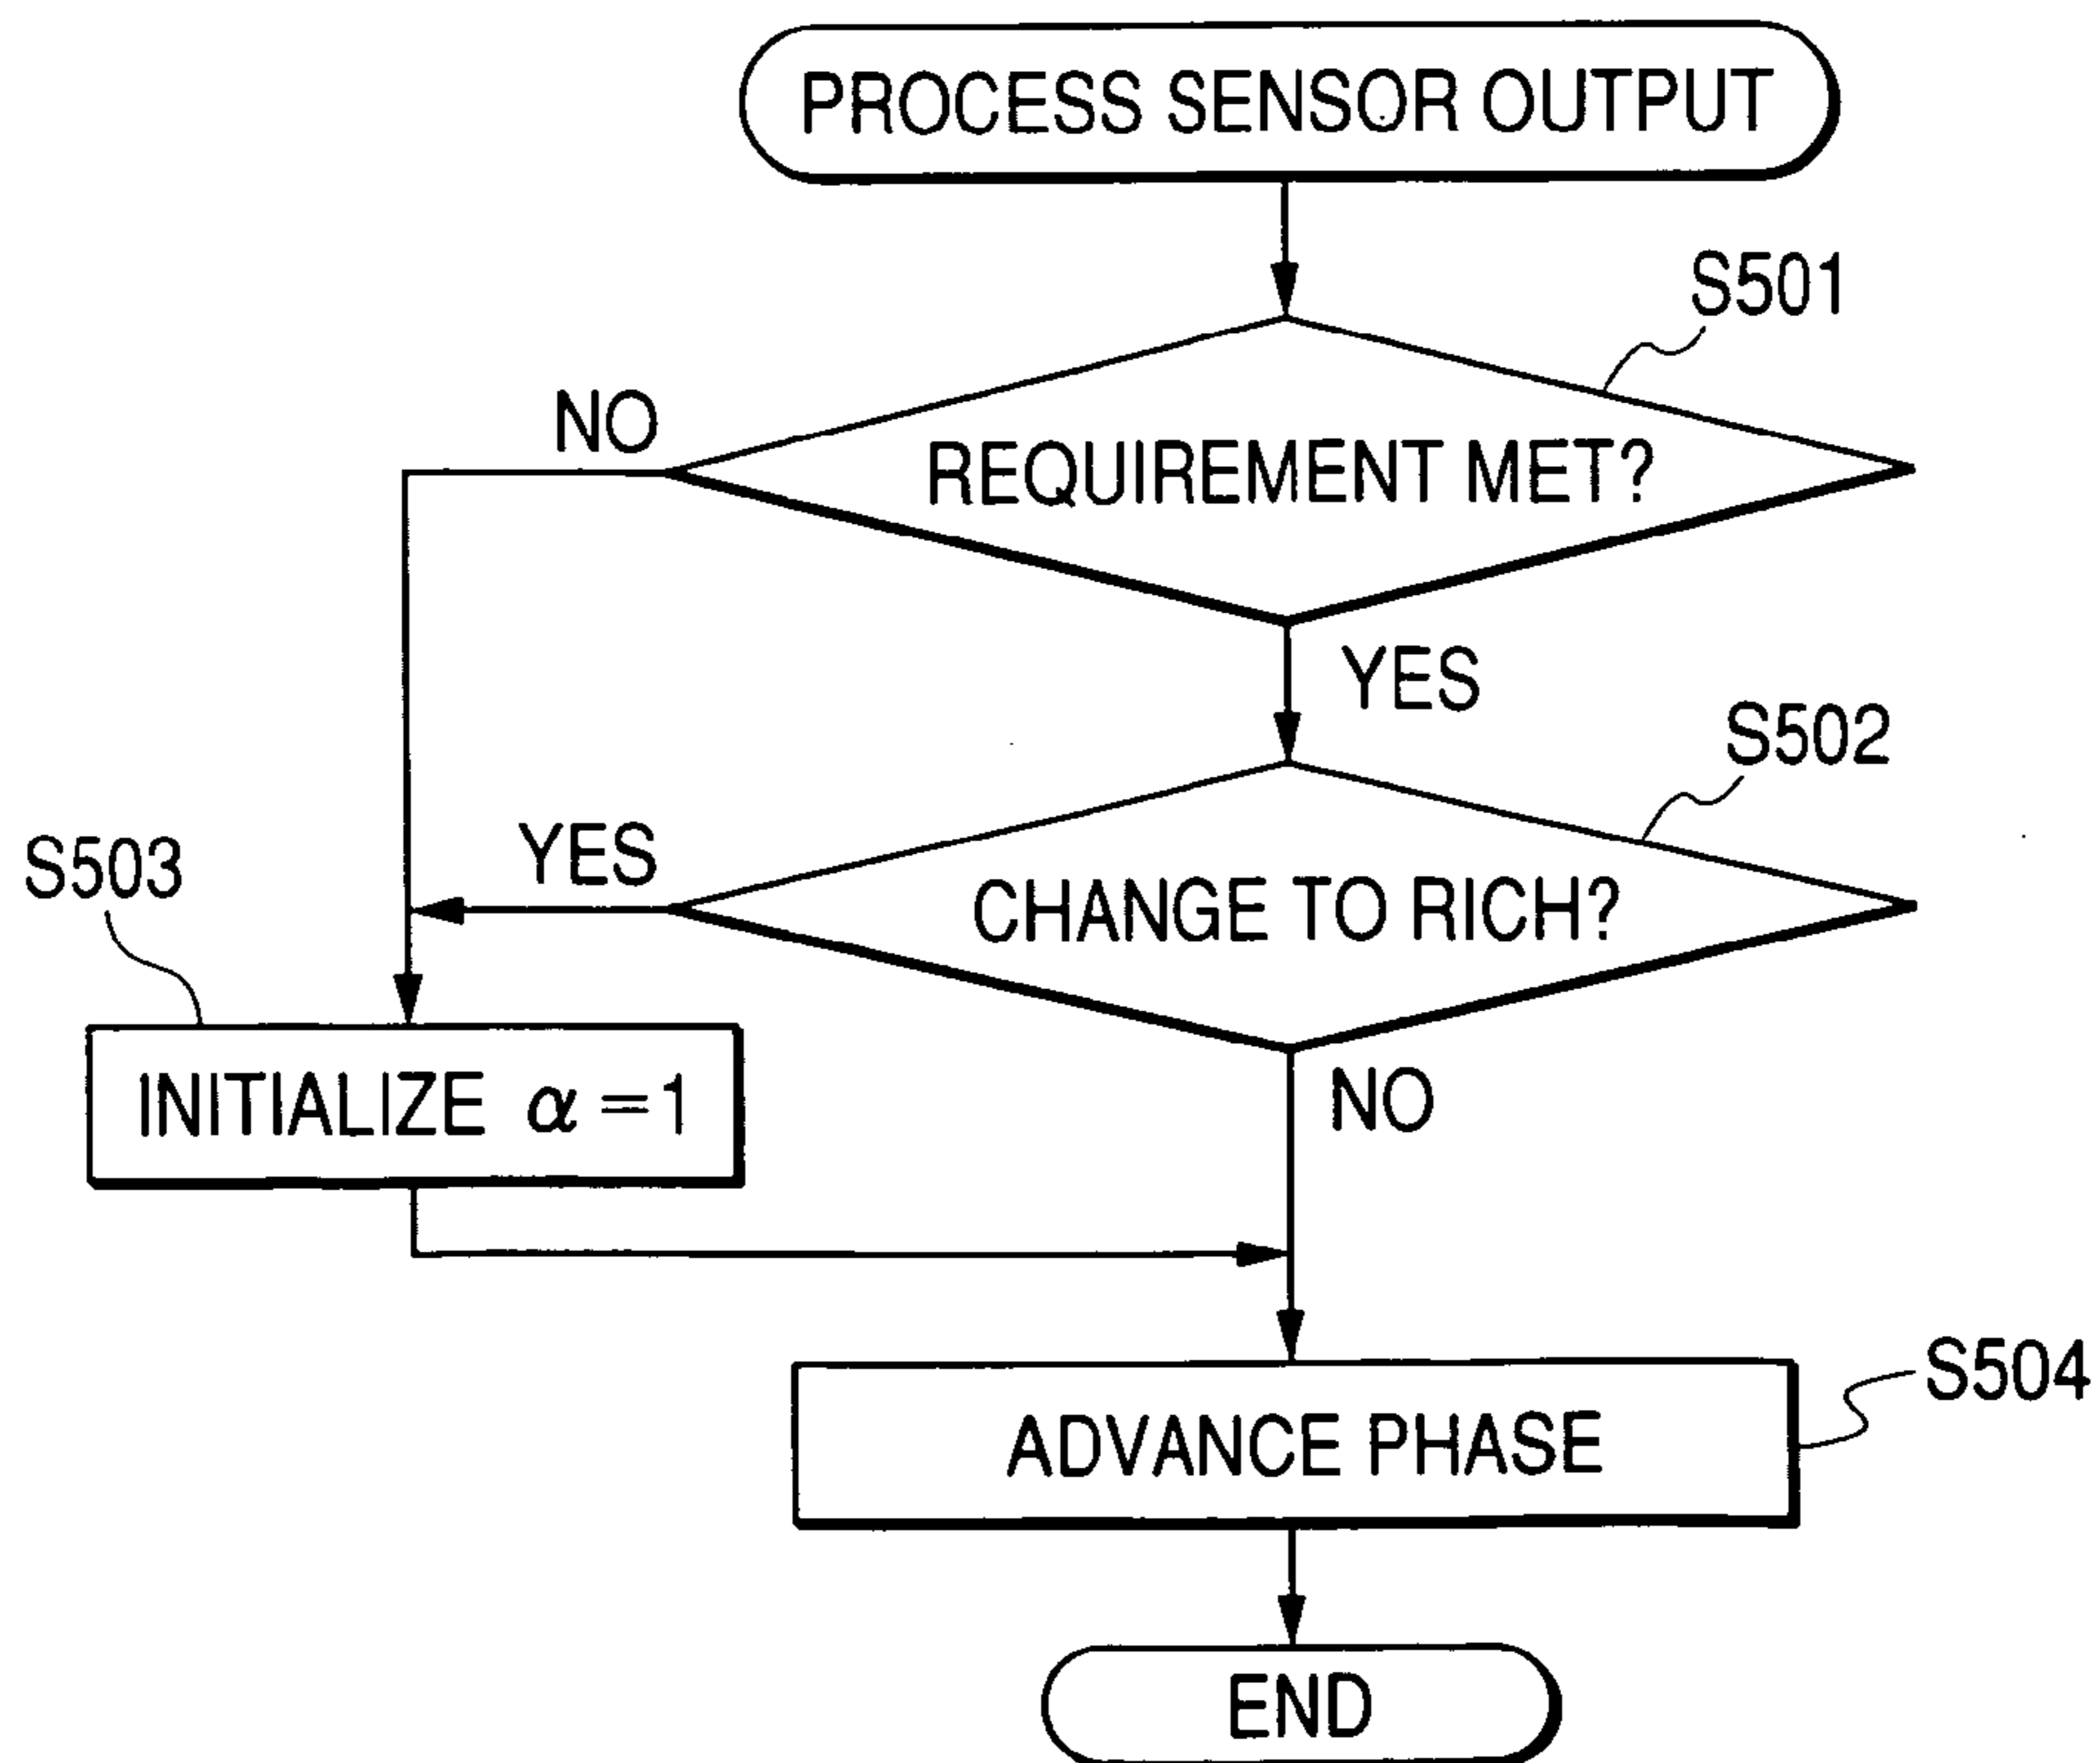 PROCESS SENSOR OUTPUT
S501
NO
REQUIREMENT MET?
YES
S502
S503
YES
CHANGE TO RICH?
INITIALIZE α = 1
NO
S504
ADVANCE PHASE
END